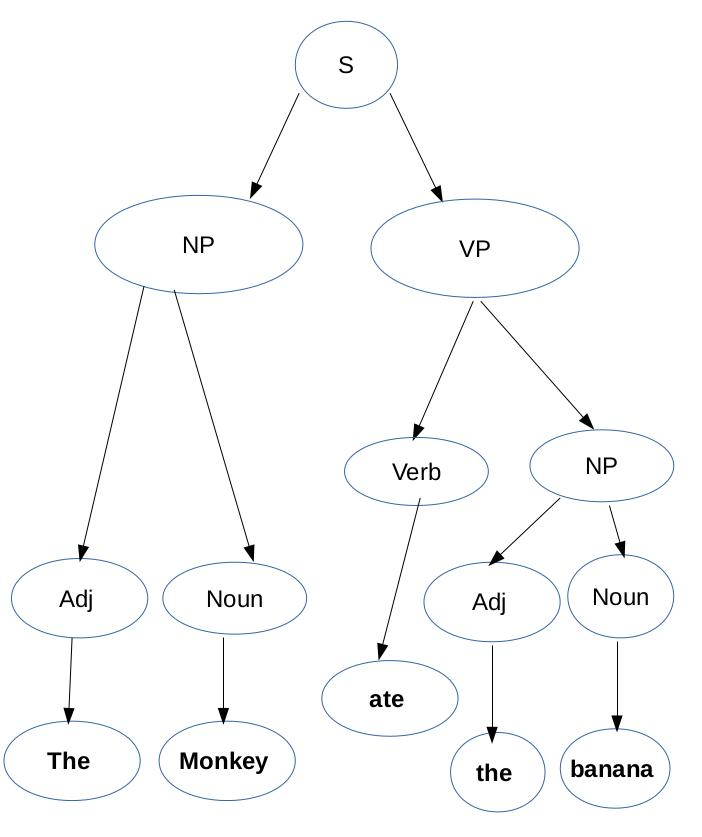 S
NP
VP
Verb
NP
Adj
Noun
Adj
Noun
ate
The
Monkey
the
banana